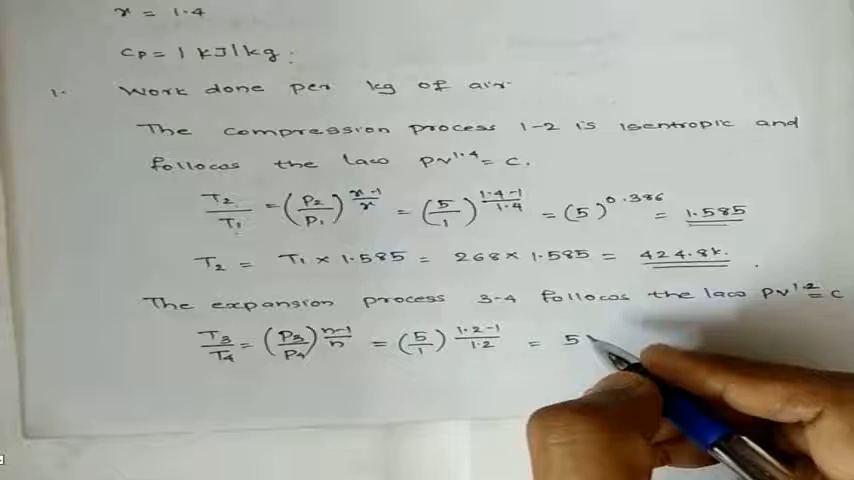 γ = 1.4
CP = 1 KJ/kg.
1. Work done per kg of air.
The compression process 1-2 is isentropic and
follows the law PV^1.4 = C.
T2/T1 = (P2/P1)^(γ-1/γ) = (5/1)^(1.4-1/1.4) = (5)^0.386 = 1.585
T2 = T1 × 1.585 = 268 × 1.585 = 424.8K.
The expansion process 3-4 follows the law PV^1.2 = C
T3/T4 = (P3/P4)^(n-1/n) = (5/1)^(1.2-1/1.2) = 5